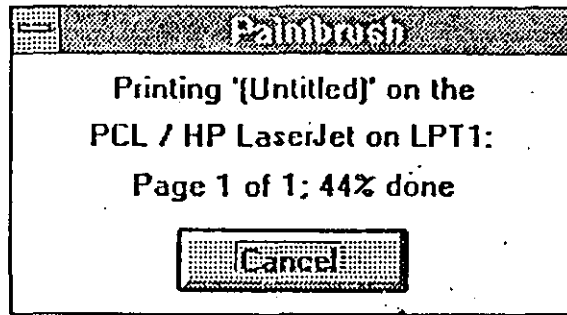 Paintbrush
Printing '(Untitled)' on the
PCL / HP LaserJet on LPT1:
Page 1 of 1; 44% done
Cancel